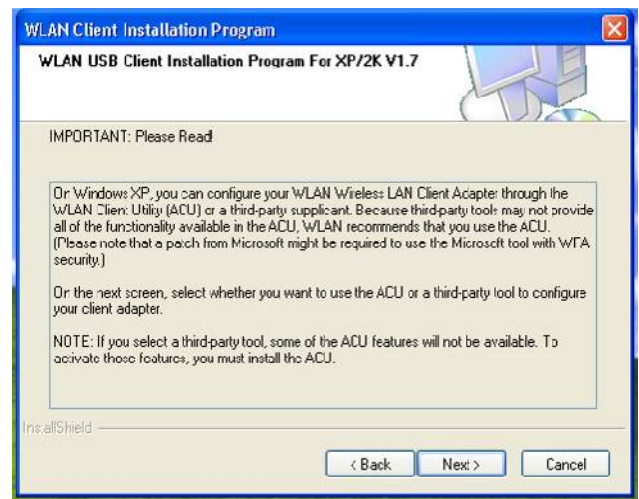 WLAN Client Installation Program
WLAN USB Client Installation Program For XP/2K V1.7
IMPORTANT: Please Read!
On Windows XP, you can configure your WLAN Wireless LAN Client Adapter through the
WLAN Client Utility (ACU) or a third-party supplicant. Because third-party tools may not provide
all of the functionality available in the ACU, WLAN recommends that you use the ACU.
(Please note that a patch from Microsoft might be required to use the Microsoft tool with WPA
security.)
On the next screen, select whether you want to use the ACU or a third-party tool to configure
your client adapter.
NOTE: If you select a third-party tool, some of the ACU features will not be available. To
activate those features, you must install the ACU.
InstallShield
< Back Next > Cancel